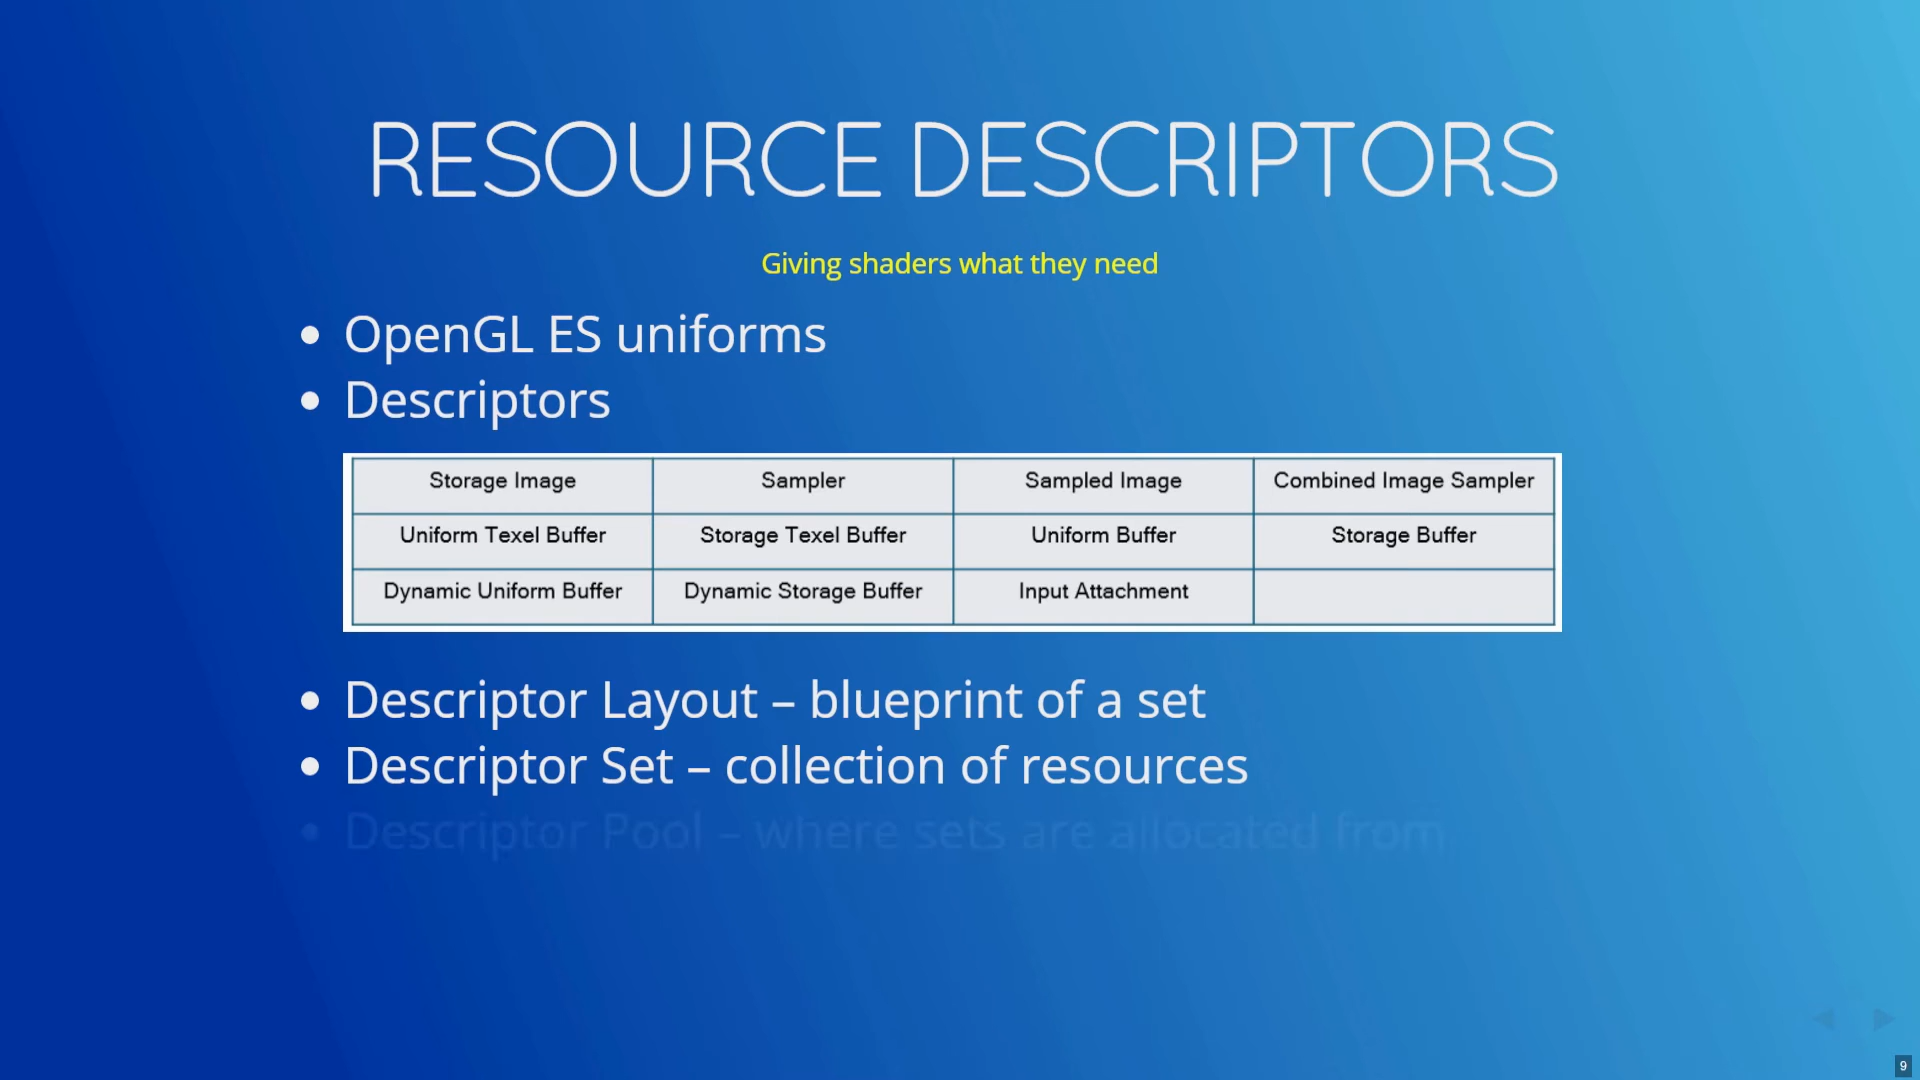 RESOURCE DESCRIPTORS
Giving shaders what they need
• OpenGL ES uniforms
• Descriptors
Storage Image Sampler Sampled Image Combined Image Sampler
Uniform Texel Buffer Storage Texel Buffer Uniform Buffer Storage Buffer
Dynamic Uniform Buffer Dynamic Storage Buffer Input Attachment
• Descriptor Layout – blueprint of a set
• Descriptor Set – collection of resources
• Descriptor Pool – where sets are allocated from
9